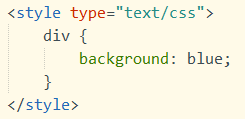 <style type="text/css">
    div {
        background: blue;
    }
</style>